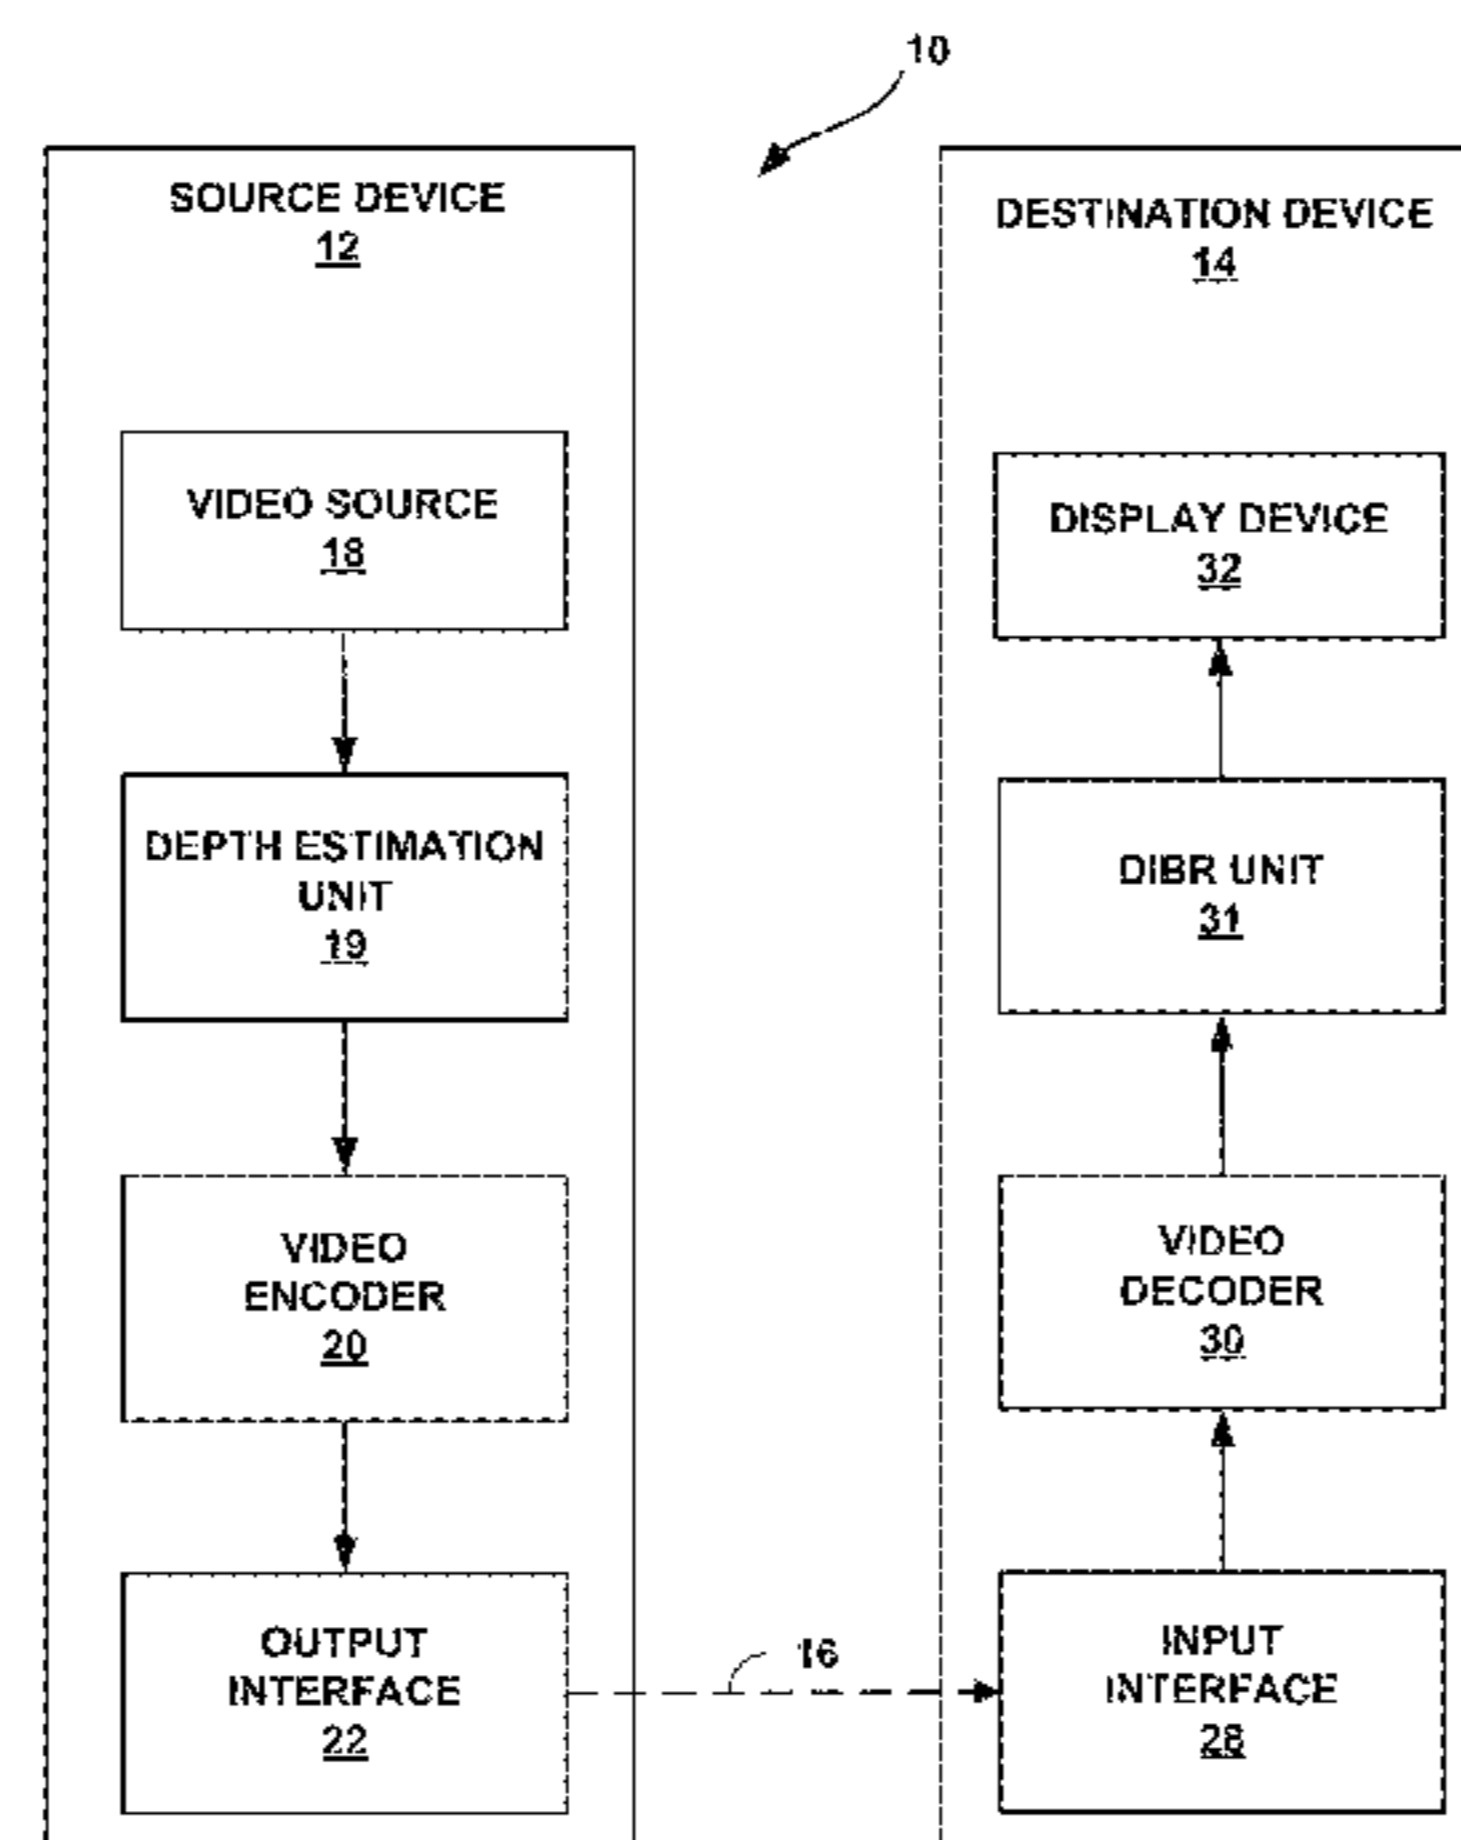 10
SOURCE DEVICE
12
VIDEO SOURCE
18
DEPTH ESTIMATION
UNIT
19
VIDEO
ENCODER
20
OUTPUT
INTERFACE
22
16
DESTINATION DEVICE
14
DISPLAY DEVICE
32
DIBR UNIT
31
VIDEO
DECODER
30
INPUT
INTERFACE
28